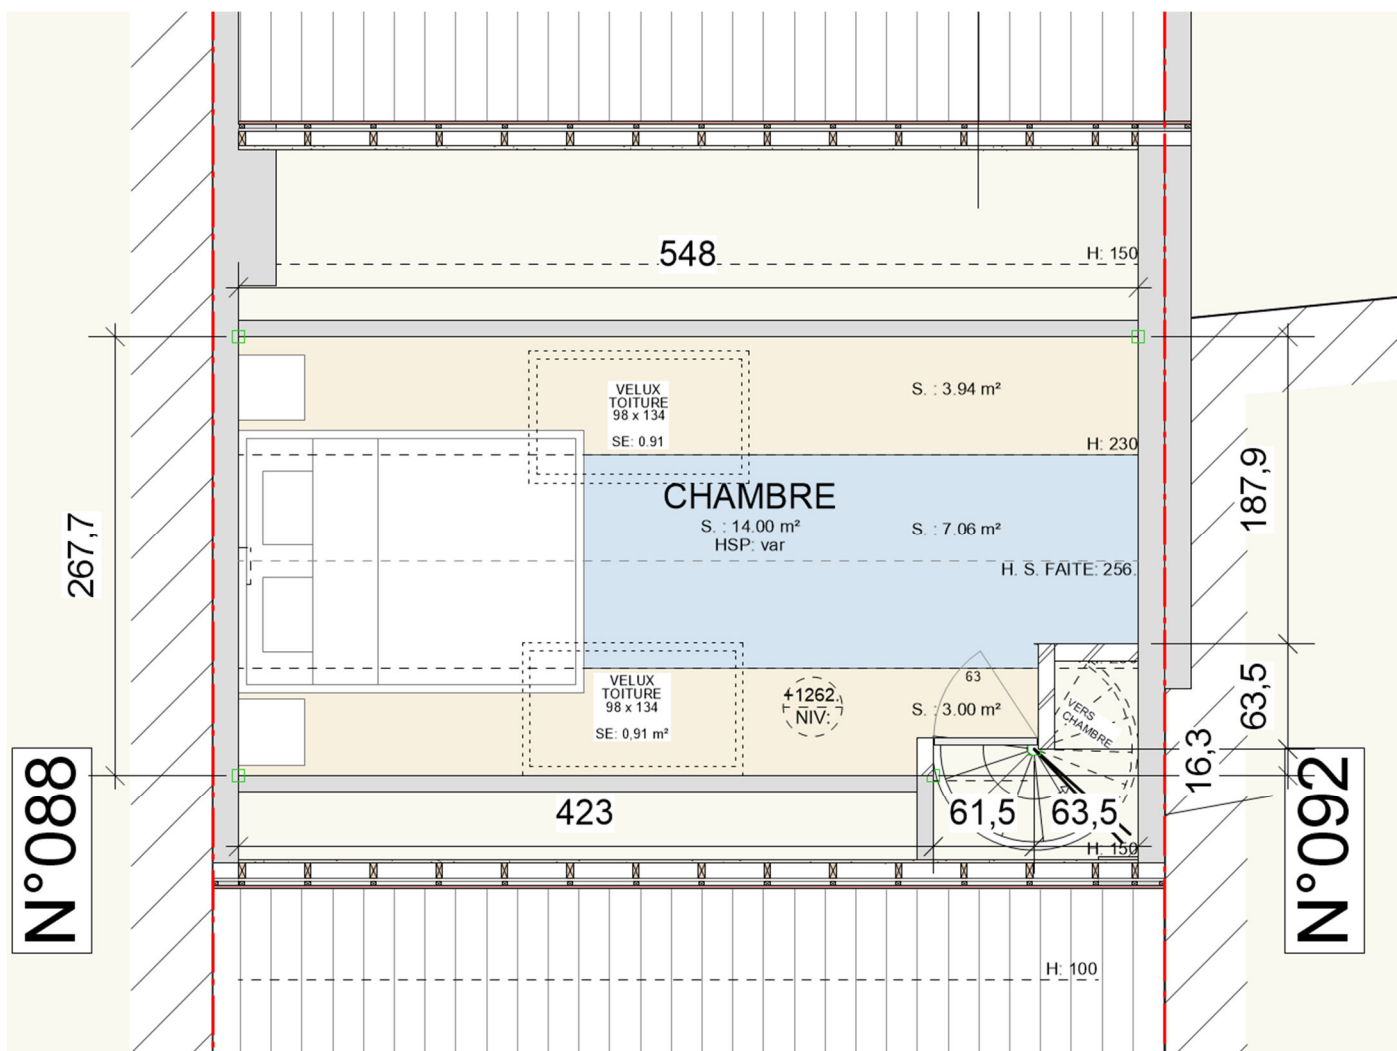 548
H: 150
VELUX
TOITURE
98 x 134
SE: 0.91
S. : 3.94 m²
H: 230
CHAMBRE
S. : 14.00 m²
HSP: var
S. : 7.06 m²
H. S. FAITE: 256.
187,9
267,7
VELUX
TOITURE
98 x 134
SE: 0,91 m²
+1262.
NIV.
63
S. : 3.00 m²
VERS
CHAMBRE
63,5
16,3
N°088
N°092
423
61,5
63,5
H: 150
H: 100